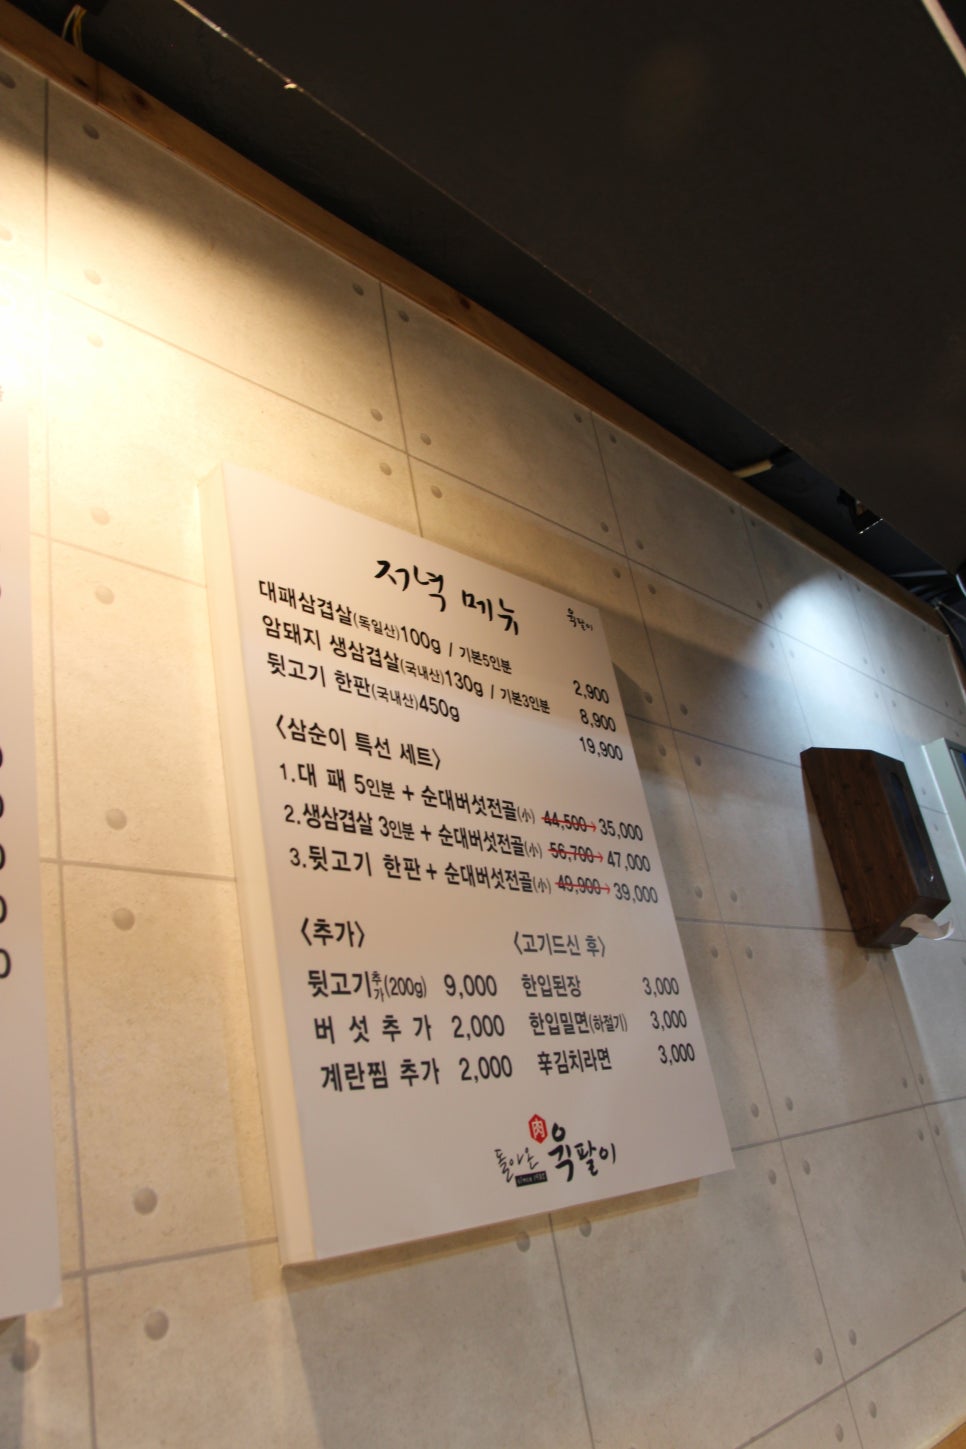 저녁 메뉴
육팔이
대패삼겹살(독일산)100g / 기본5인분 2,900
암돼지 생삼겹살(국내산)130g / 기본3인분 8,900
뒷고기 한판(국내산)450g 19,900
〈삼순이 특선 세트〉
1.대 패 5인분 + 순대버섯전골(小) 44,500→35,000
2.생삼겹살 3인분 + 순대버섯전골(小) 56,700→47,000
3.뒷고기 한판 + 순대버섯전골(小) 49,900→39,000
〈추가〉
뒷고기추가(200g) 9,000
버 섯 추 가 2,000
계란찜 추가 2,000
〈고기드신 후〉
한입된장 3,000
한입밀면(하절기) 3,000
辛김치라면 3,000
肉
돌아온 육팔이